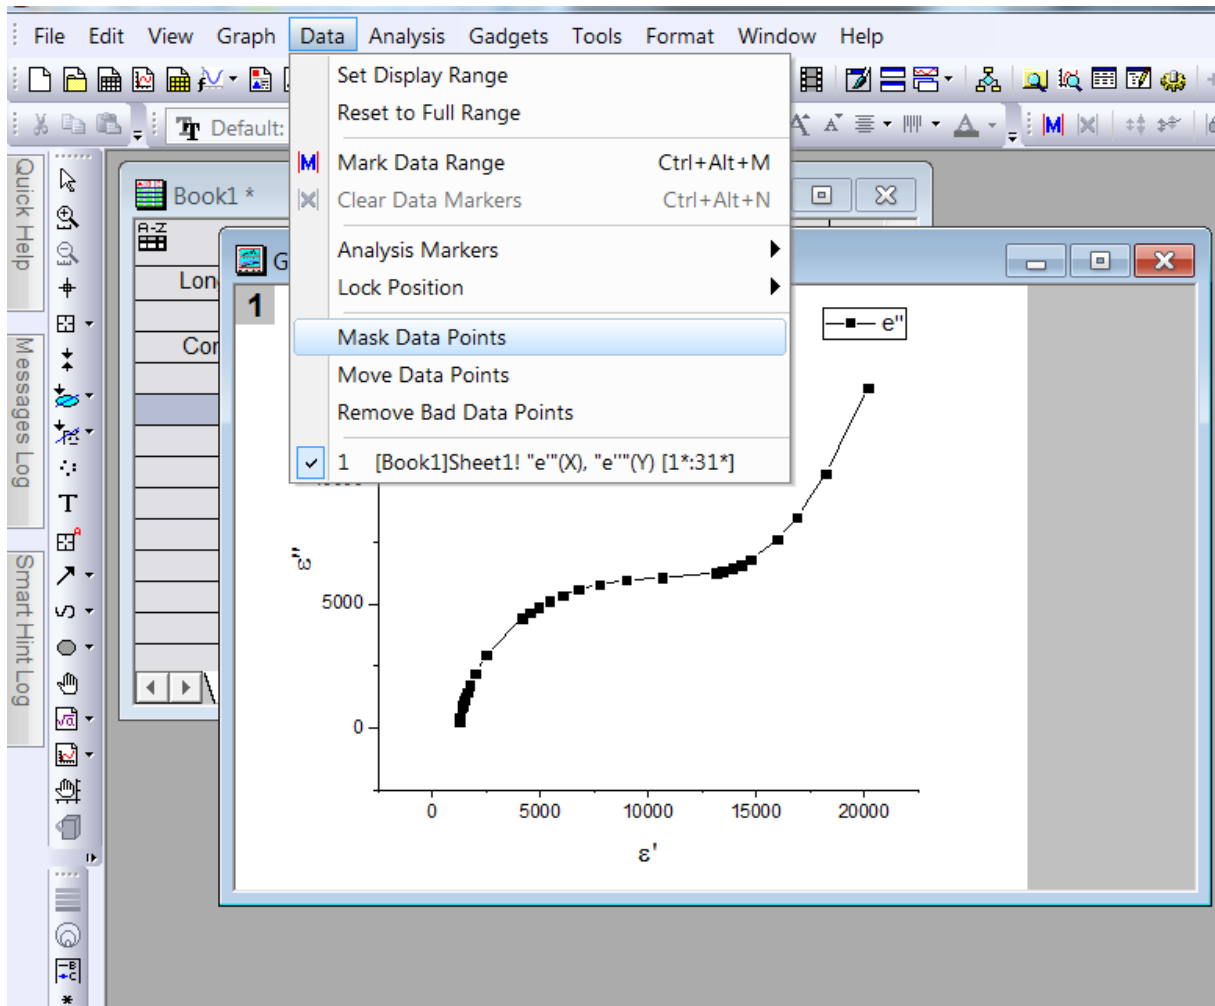 File Edit View Graph Data Analysis Gadgets Tools Format Window Help
Set Display Range
Reset to Full Range
Default:
Mark Data Range Ctrl+Alt+M
Clear Data Markers Ctrl+Alt+N
Analysis Markers
Lock Position
Mask Data Points
Move Data Points
Remove Bad Data Points
1 [Book1]Sheet1! "e'"(X), "e''"(Y) [1*:31*]
Quick Help
Messages Log
Smart Hint Log
Book1 *
A-Z
Lon
Cor
G
1
e"
ε"
5000
0
0 5000 10000 15000 20000
ε'